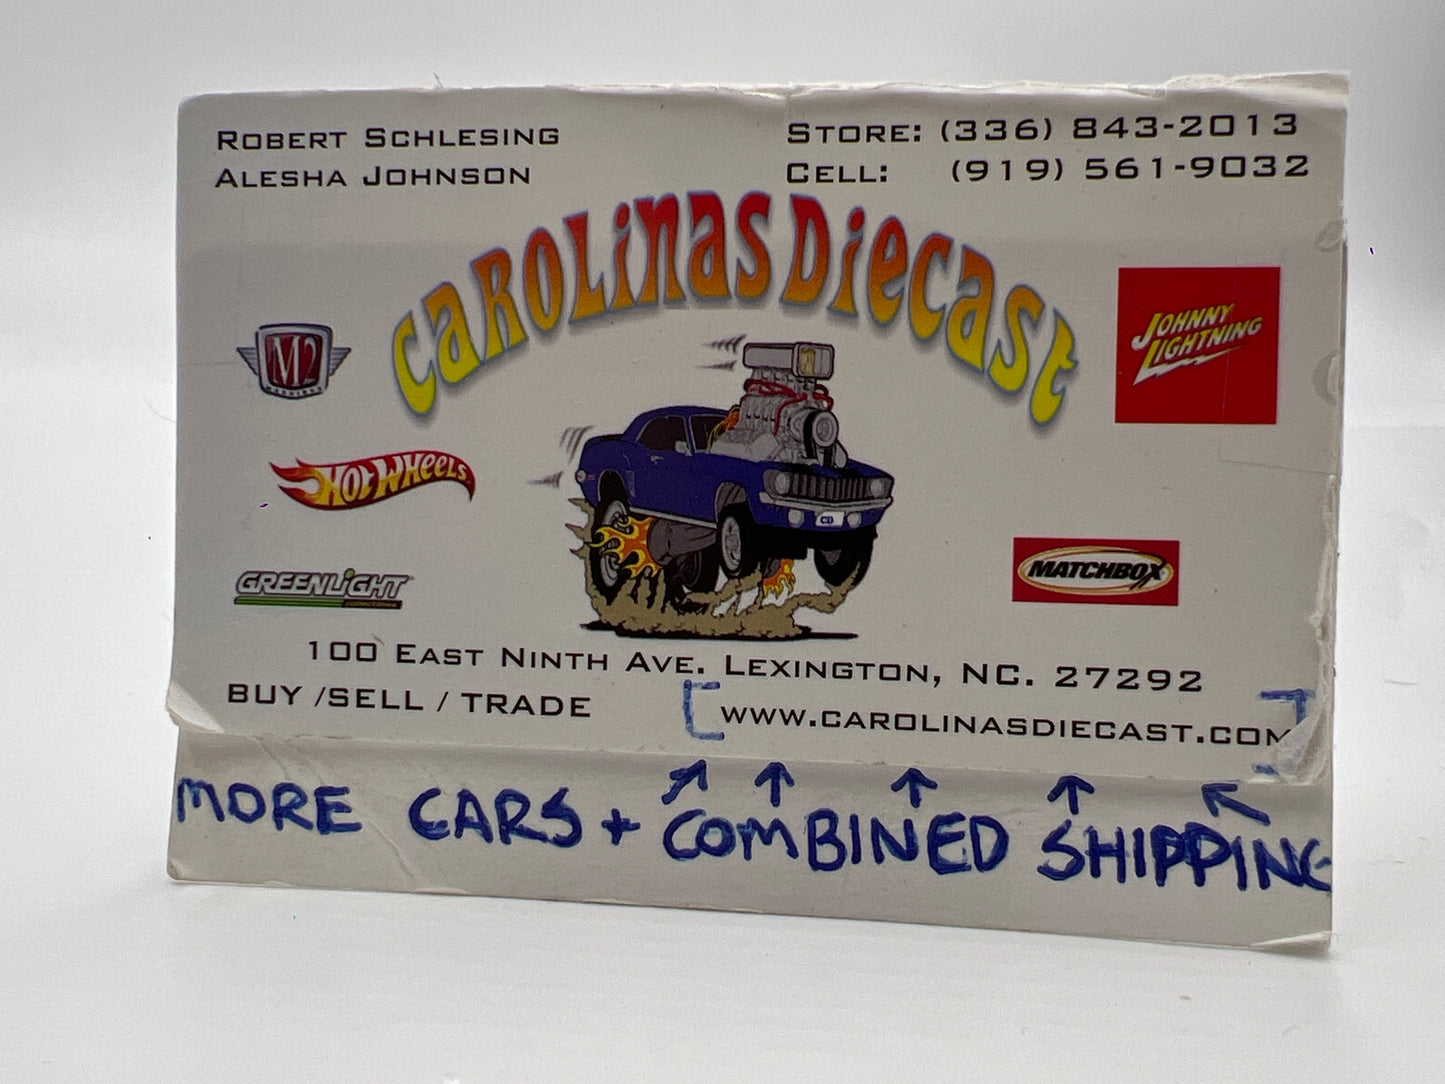 ROBERT SCHLESING
ALESHA JOHNSON
STORE: (336) 843-2013
CELL: (919) 561-9032
CAROLINAS DIECAST
M2
JOHNNY
LIGHTNING
HOT WHEELS
GREENLIGHT
MATCHBOX
100 EAST NINTH AVE. LEXINGTON, NC. 27292
BUY /SELL / TRADE
WWW.CAROLINASDIECAST.COM
MORE CARS + COMBINED SHIPPING